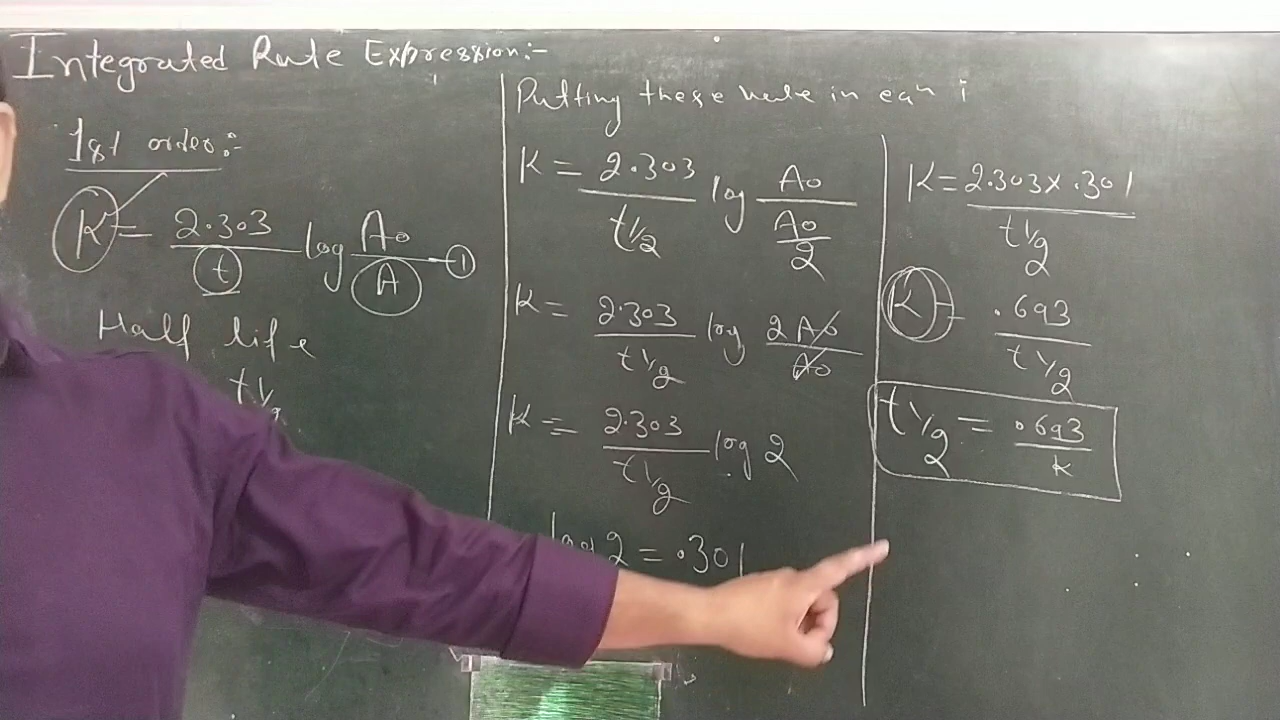 Integrated Rate Expression:-
1st order:-
K = 2.303/t log A0/A —①
Half life
t1/2
Putting these value in eqn i
K = 2.303/t1/2 log A0/(A0/2)
K = 2.303/t1/2 log 2A0/A0
K = 2.303/t1/2 log 2
log 2 = .301
K = 2.303 x .301/t1/2
K = .693/t1/2
t1/2 = .693/k